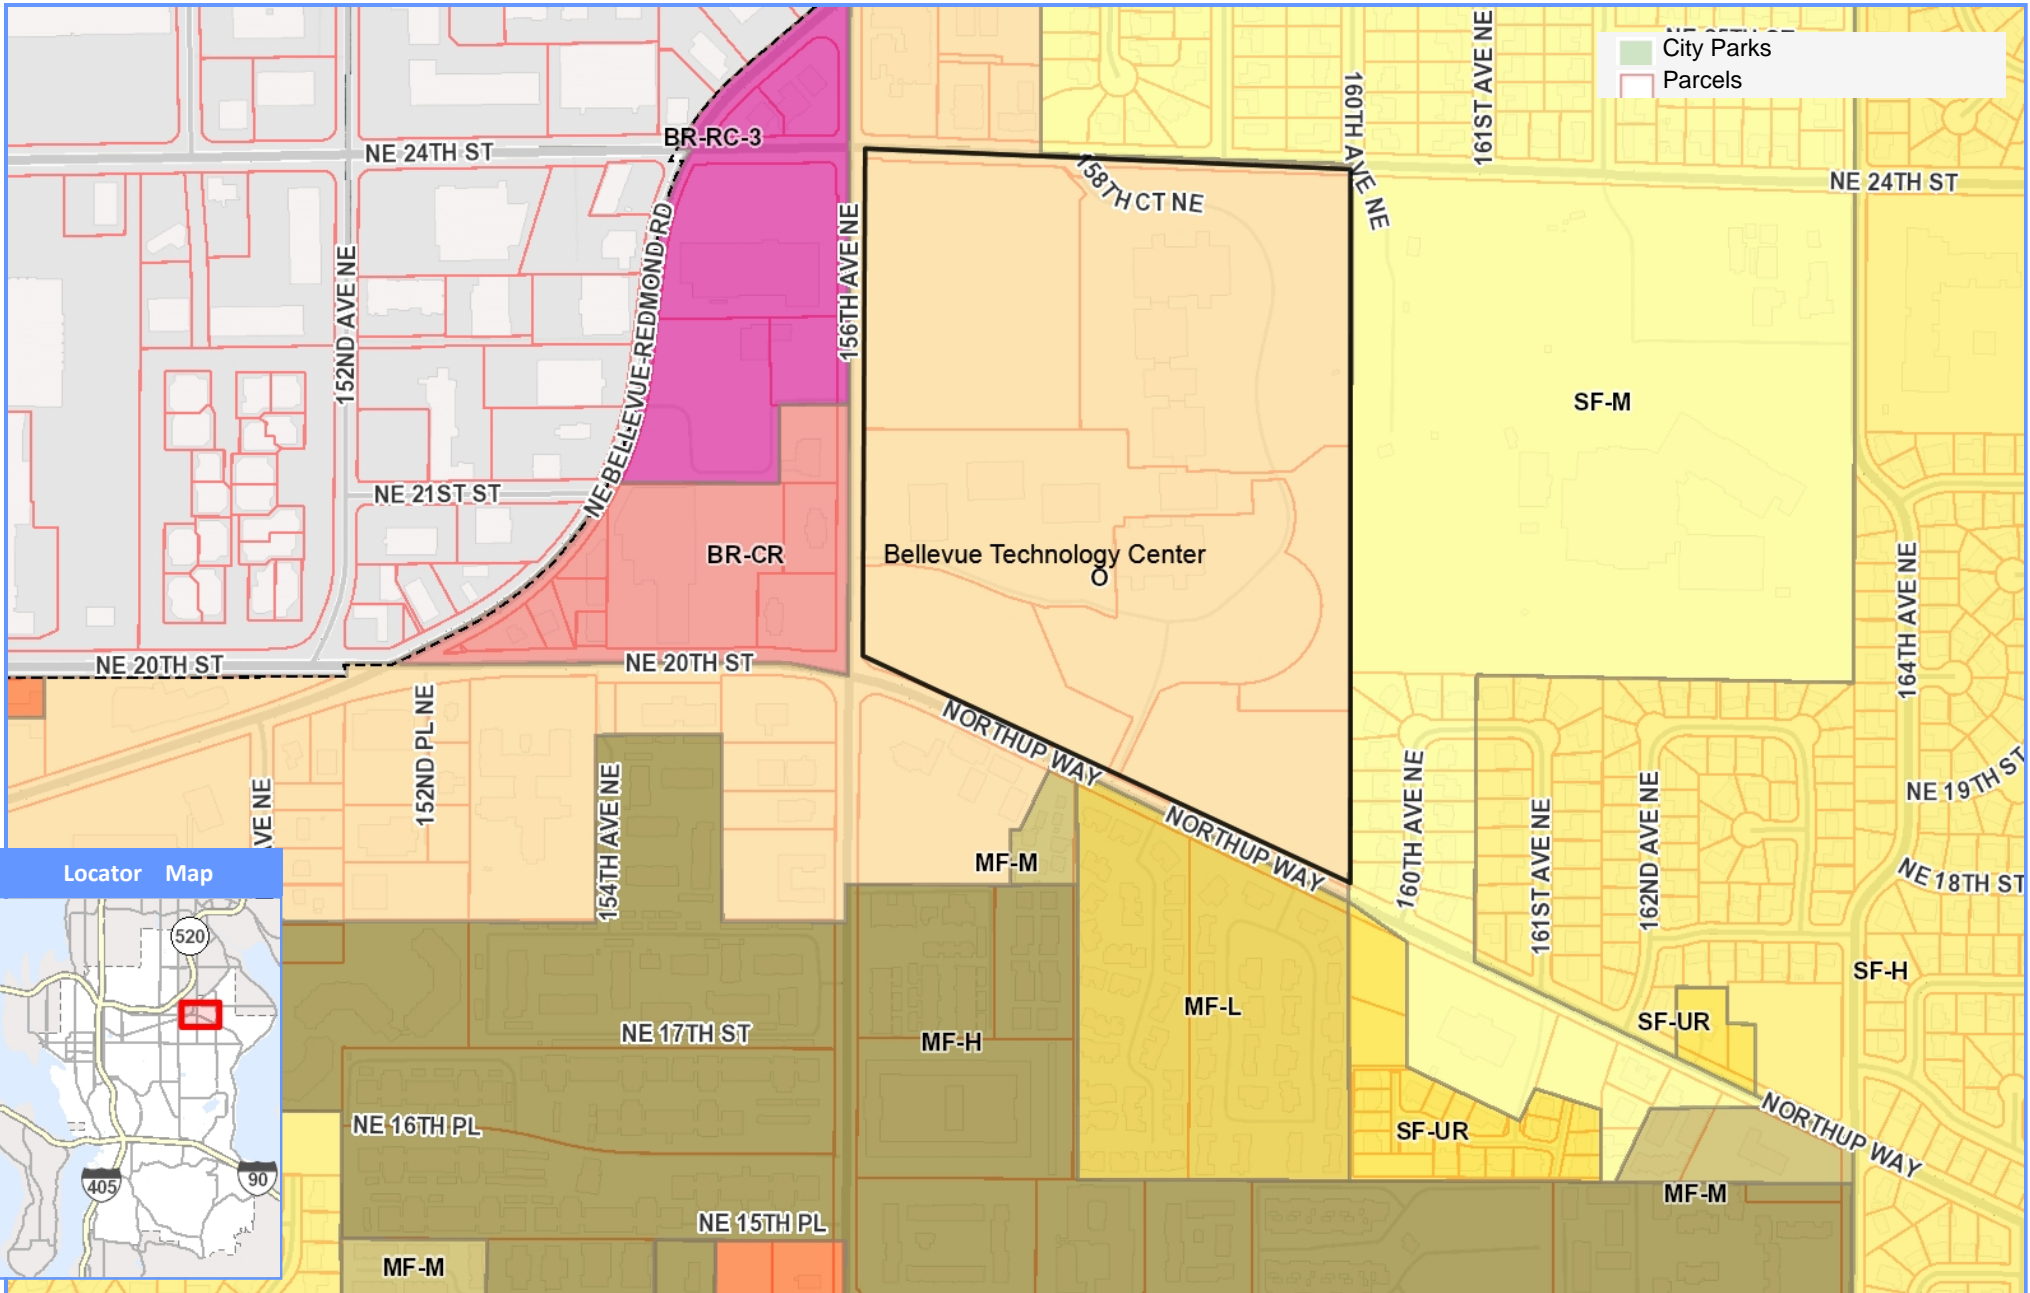 NE 25TH ST
City Parks
Parcels
161ST AVE NE
160TH AVE NE
BR-RC-3
NE 24TH ST
158TH CT NE
NE 24TH ST
152ND AVE NE
NE-BELLEVUE-REDMOND RD
156TH AVE NE
SF-M
NE 21ST ST
BR-CR
Bellevue Technology Center
O
164TH AVE NE
NE 20TH ST
NE 20TH ST
152ND PL NE
NORTHUP WAY
AVE NE
154TH AVE NE
NORTHUP WAY
160TH AVE NE
161ST AVE NE
162ND AVE NE
NE 19TH ST
NE 18TH ST
MF-M
Locator Map
520
SF-H
MF-L
SF-UR
NE 17TH ST
MF-H
NE 16TH PL
SF-UR
NORTHUP WAY
405
90
MF-M
NE 15TH PL
MF-M